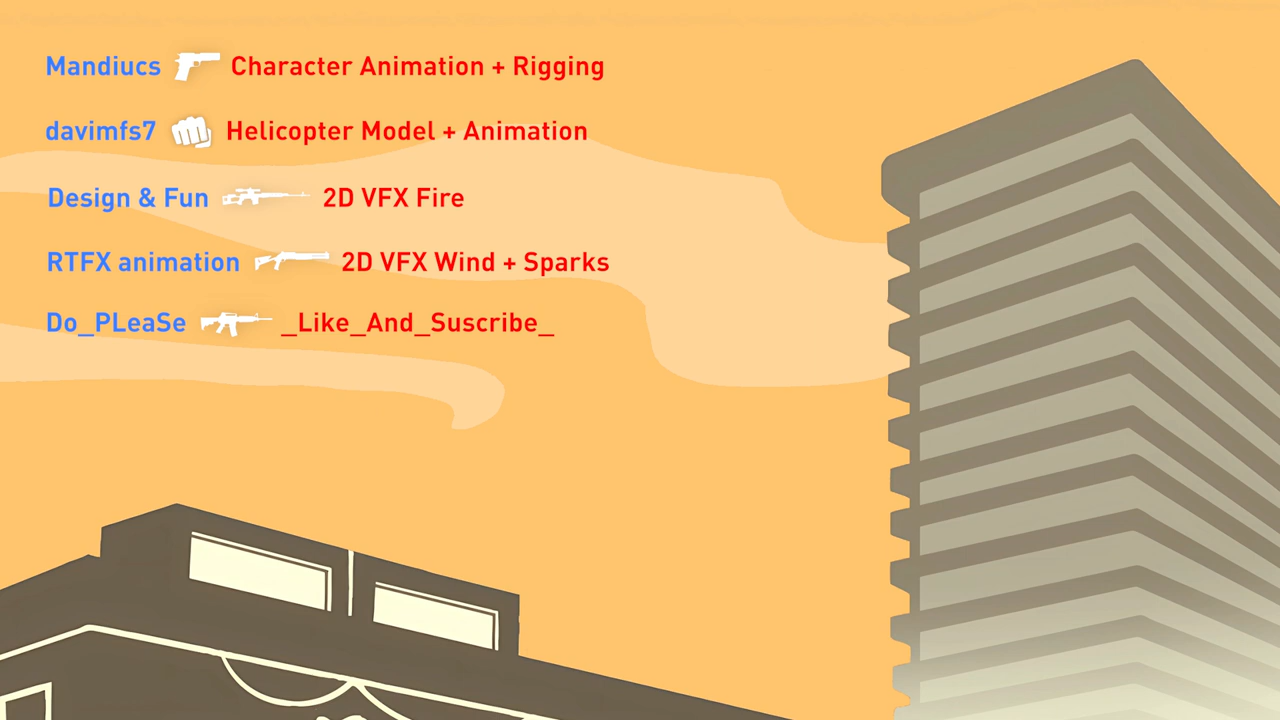 Mandiucs Character Animation + Rigging
davimfs7 Helicopter Model + Animation
Design & Fun 2D VFX Fire
RTFX animation 2D VFX Wind + Sparks
Do_PLeaSe _Like_And_Suscribe_